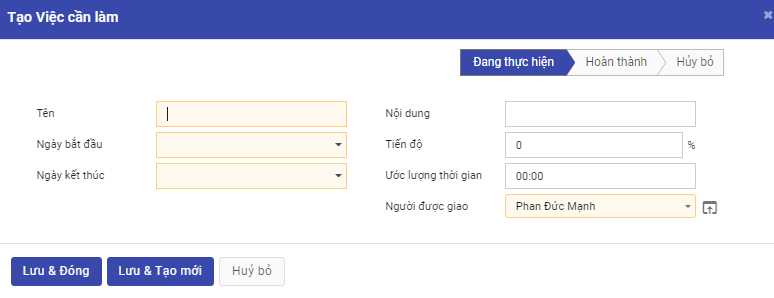 Tạo Việc cần làm
Đang thực hiện Hoàn thành Hủy bỏ
Tên
Nội dung
Ngày bắt đầu
Tiến độ 0 %
Ngày kết thúc
Ước lượng thời gian 00:00
Người được giao Phan Đức Mạnh
Lưu & Đóng Lưu & Tạo mới Huỷ bỏ